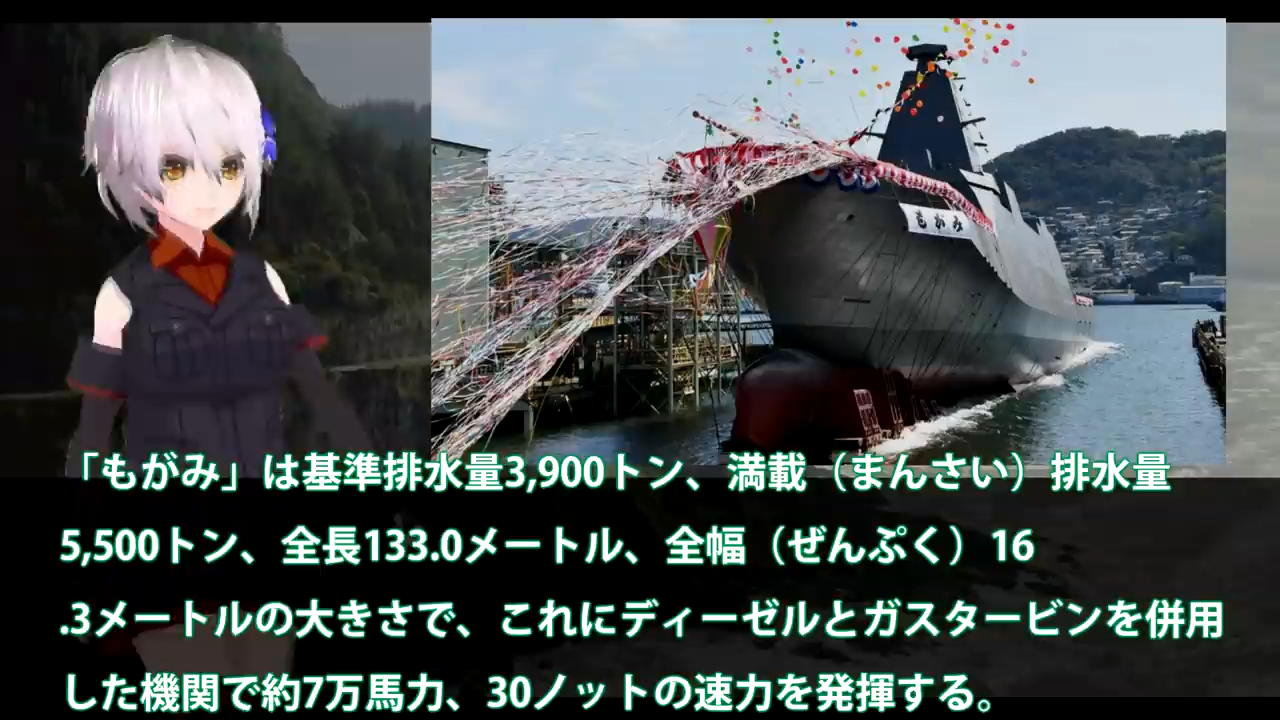 もがみ
「もがみ」は基準排水量3,900トン、満載（まんさい）排水量
5,500トン、全長133.0メートル、全幅（ぜんぷく）16
.3メートルの大きさで、これにディーゼルとガスタービンを併用
した機関で約7万馬力、30ノットの速力を発揮する。